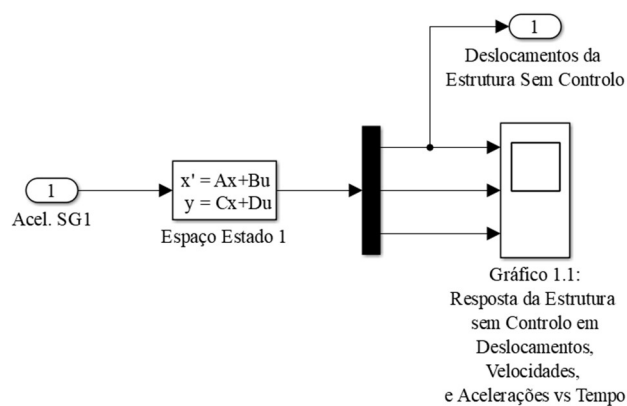 1
Deslocamentos da
Estrutura Sem Controlo
1
Acel. SG1
x' = Ax+Bu
y = Cx+Du
Espaço Estado 1
Gráfico 1.1:
Resposta da Estrutura
sem Controlo em
Deslocamentos,
Velocidades,
e Acelerações vs Tempo